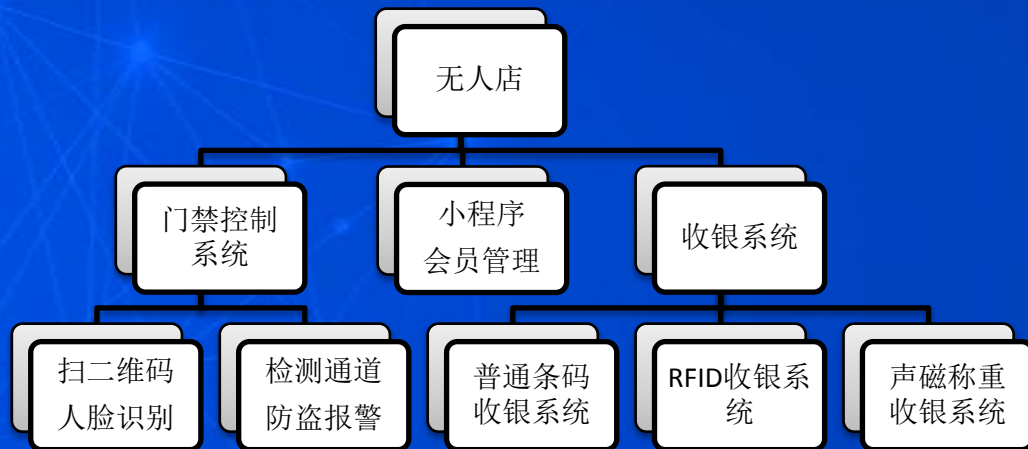 无人店
门禁控制
系统
小程序
会员管理
收银系统
扫二维码
人脸识别
检测通道
防盗报警
普通条码
收银系统
RFID收银系
统
声磁称重
收银系统